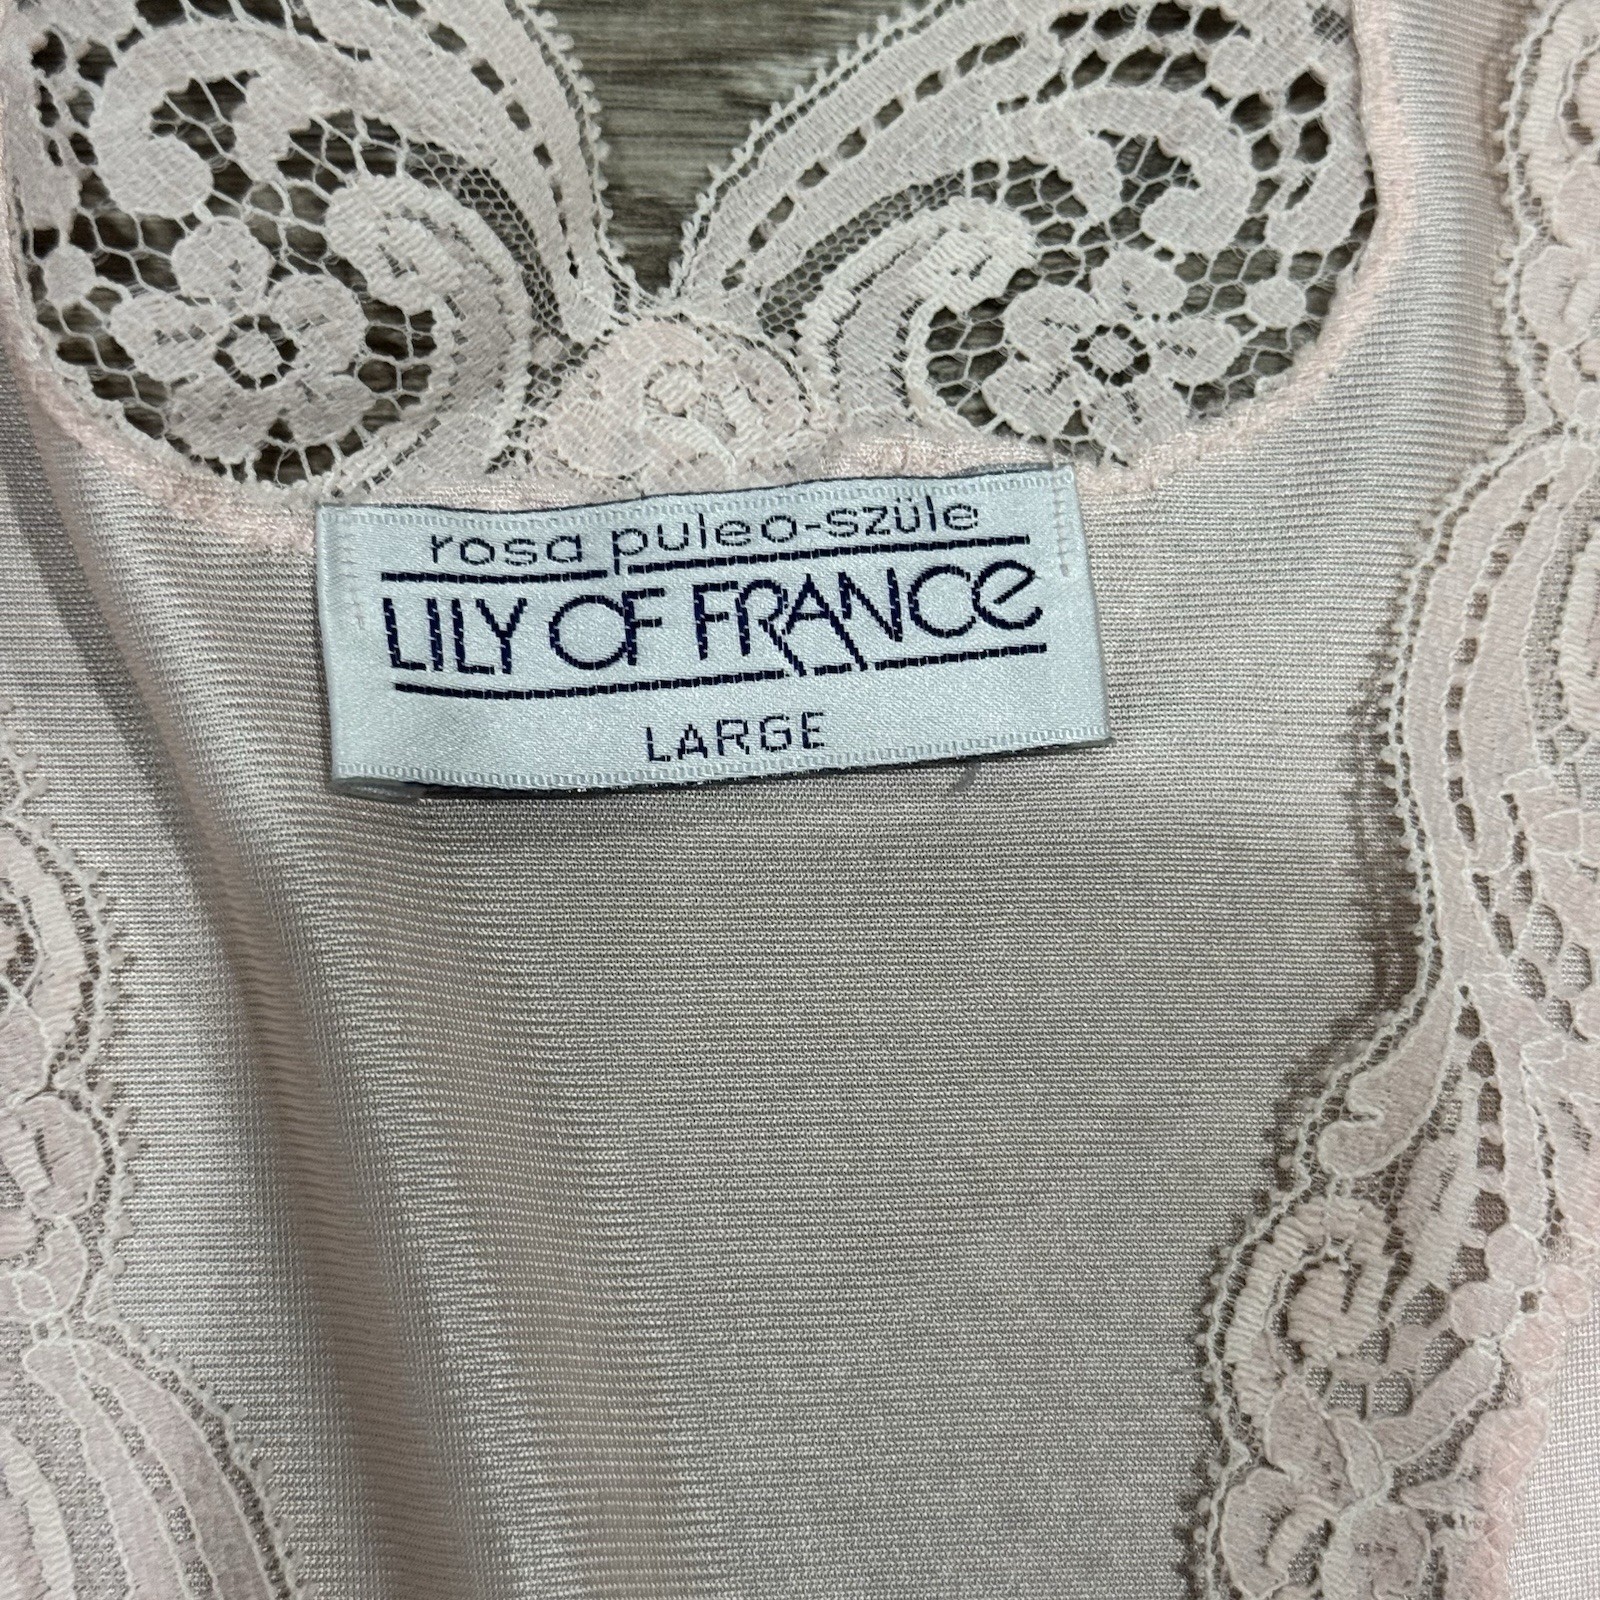 rosa puleo-szüle
LILY OF FRANCE
LARGE